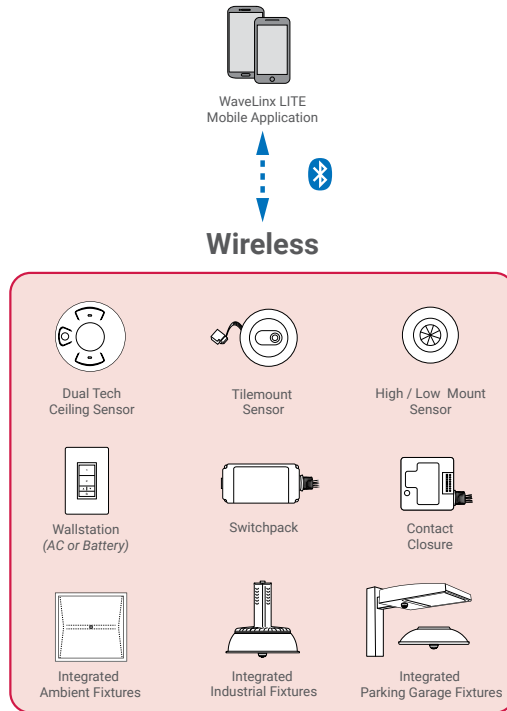 WaveLinx LITE
Mobile Application
Wireless
Dual Tech
Ceiling Sensor
Tilemount
Sensor
High / Low Mount
Sensor
Wallstation
(AC or Battery)
Switchpack
Contact
Closure
Integrated
Ambient Fixtures
Integrated
Industrial Fixtures
Integrated
Parking Garage Fixtures